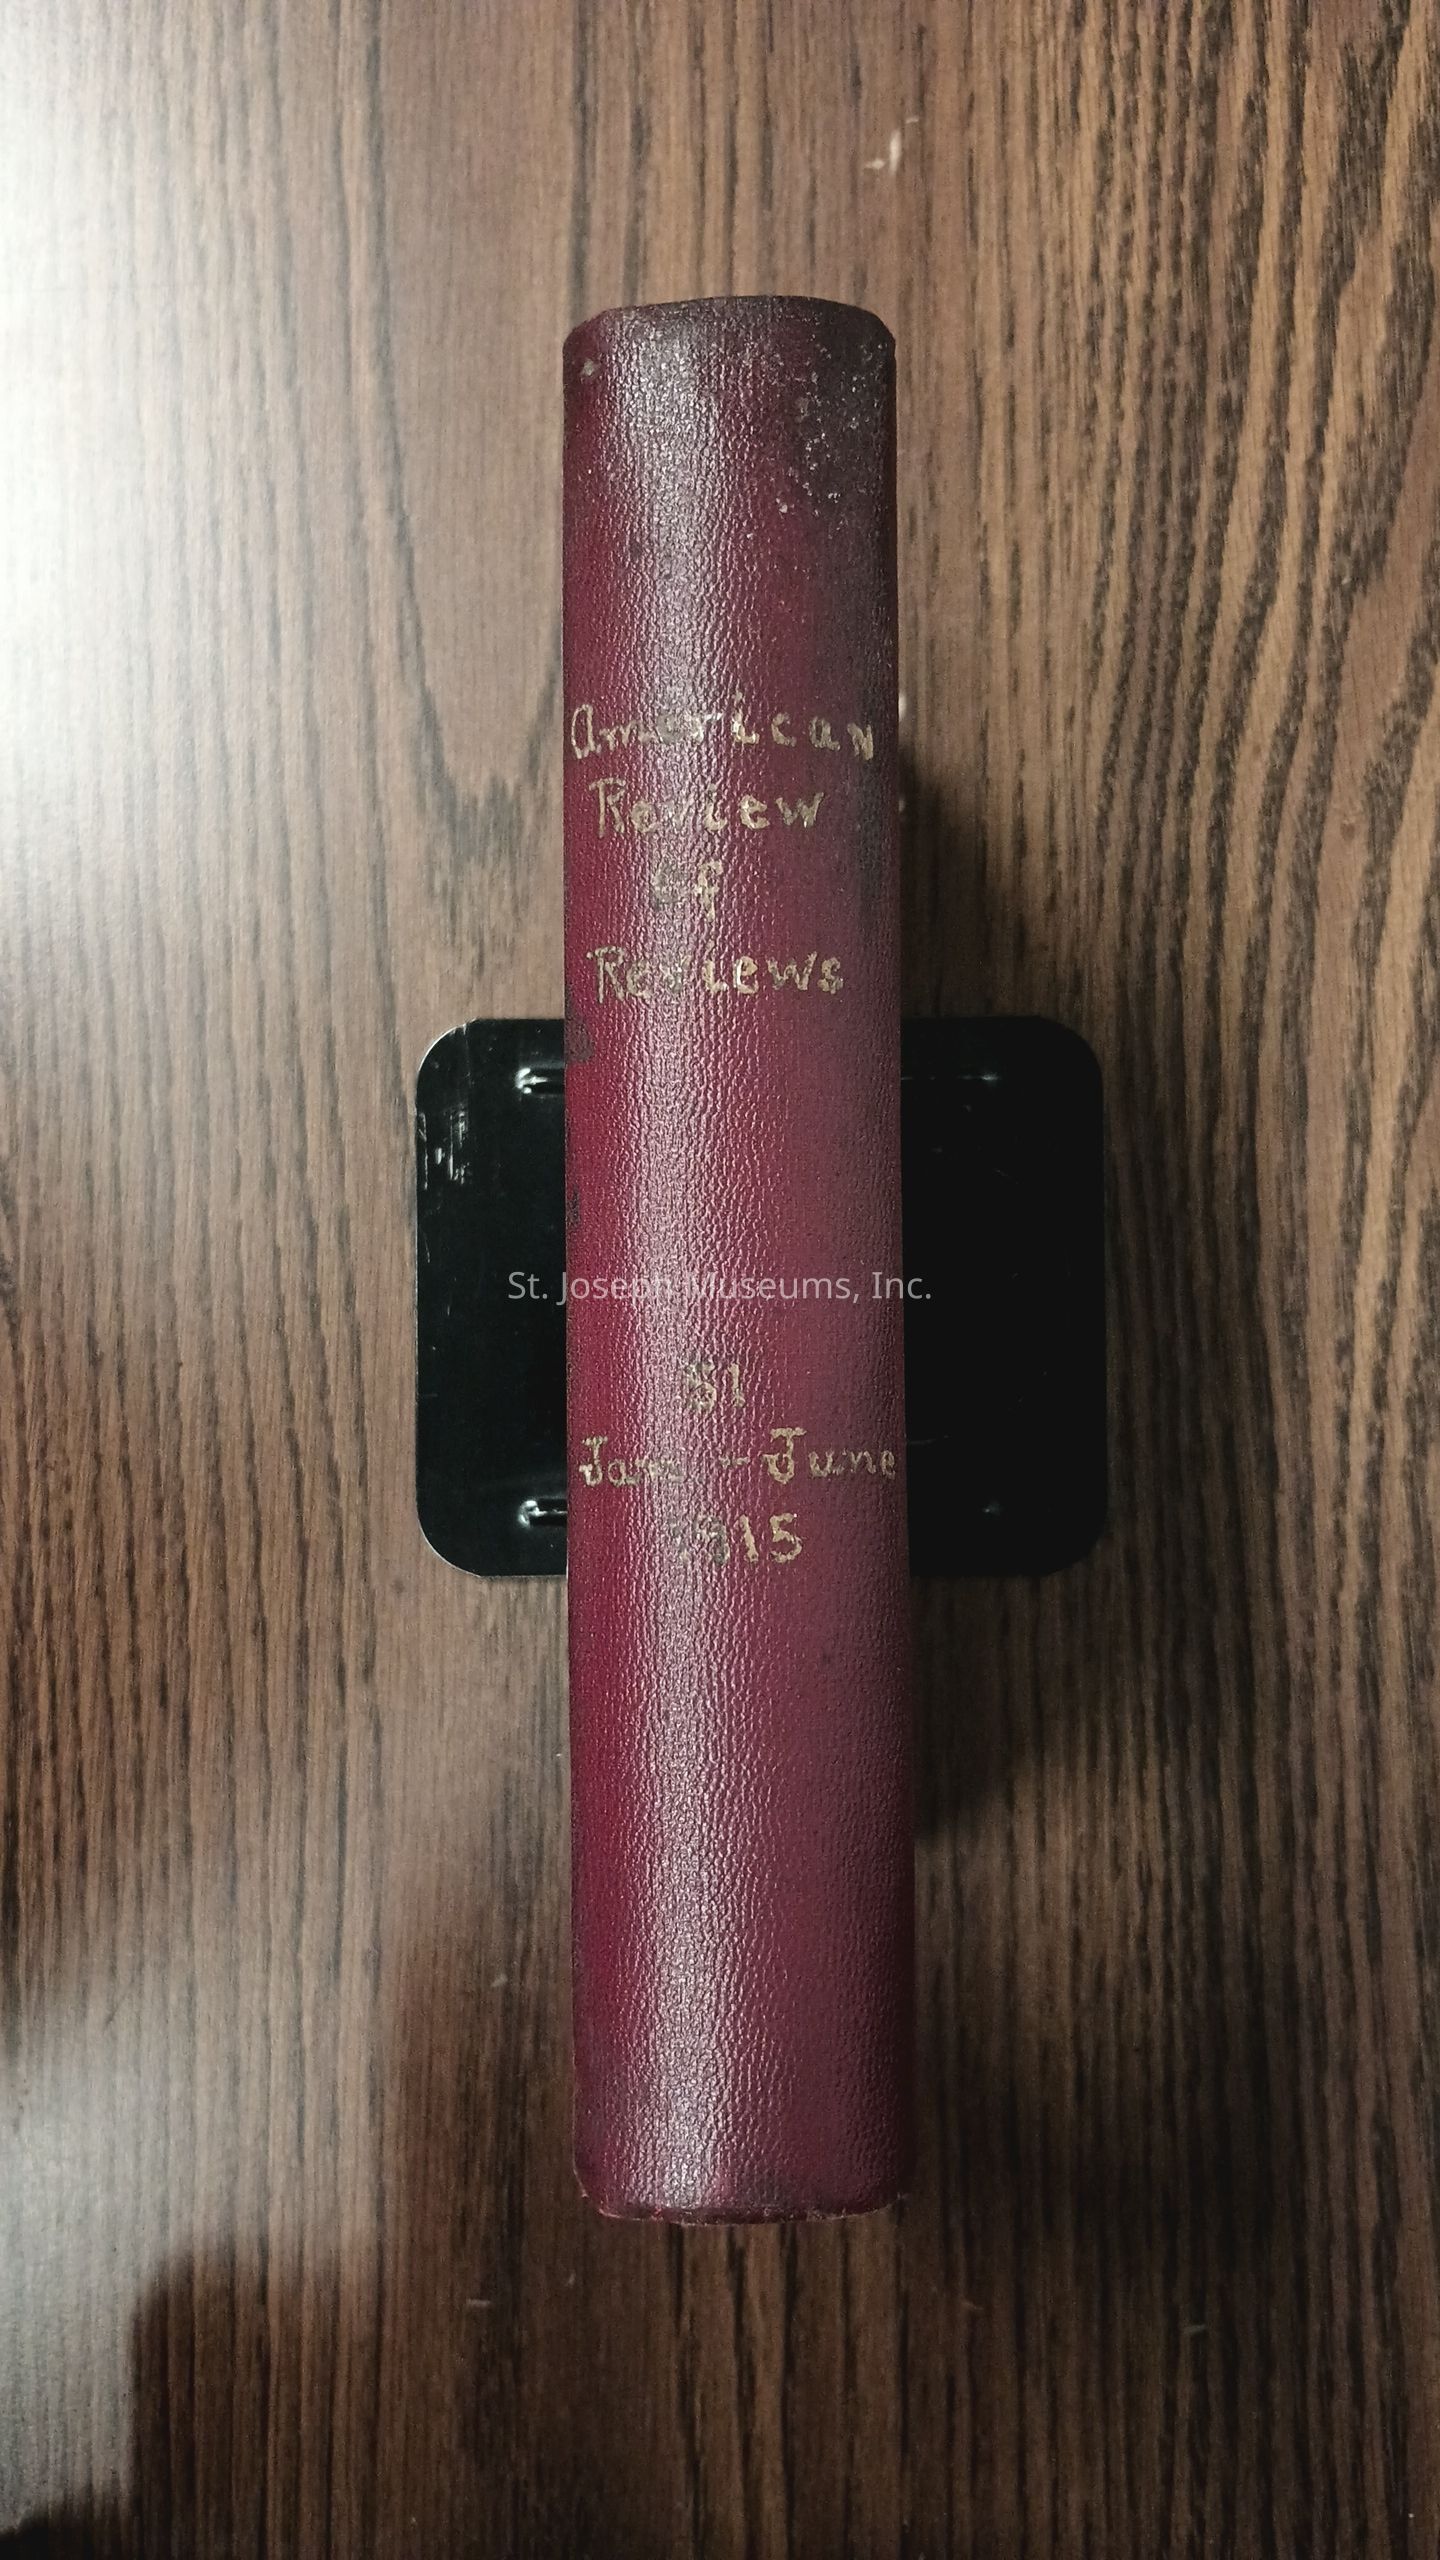 American
Review
of
Reviews
St. Joseph Museums, Inc.
51
Jan - June
1915